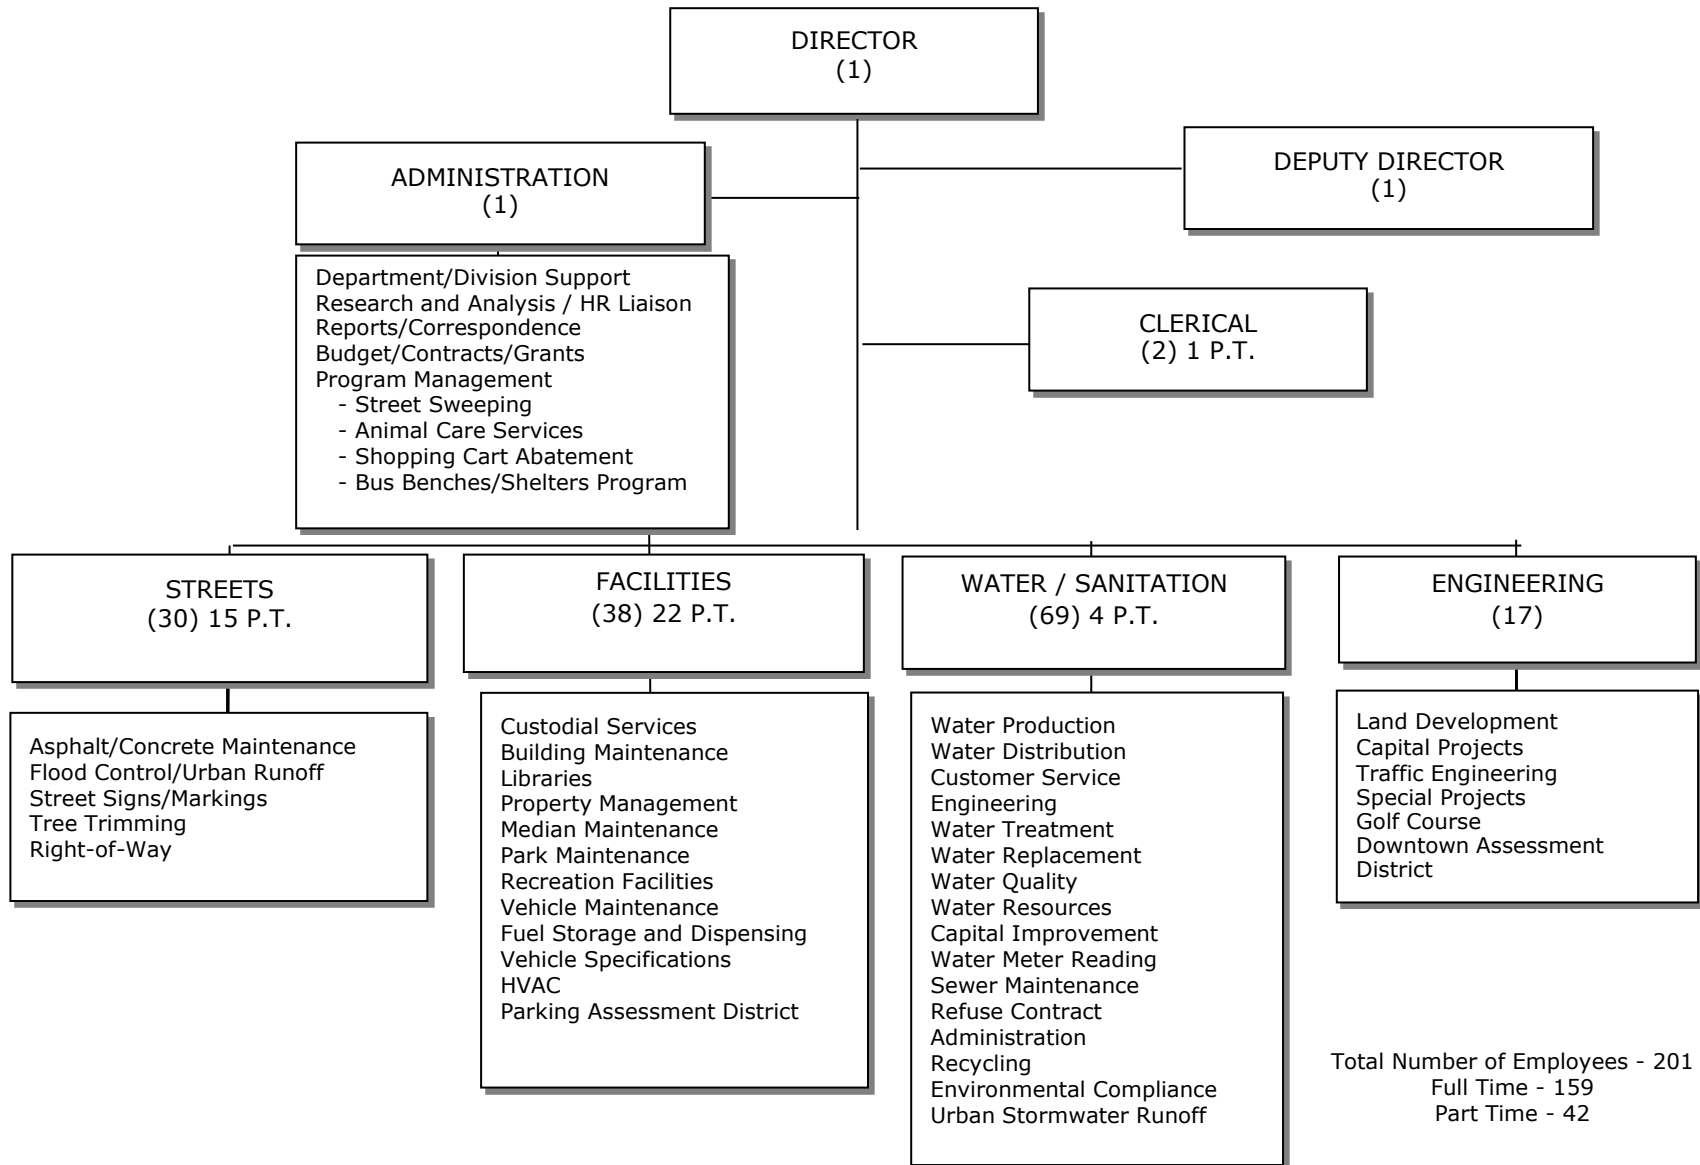 DIRECTOR
(1)
ADMINISTRATION
(1)
DEPUTY DIRECTOR
(1)
Department/Division Support
Research and Analysis / HR Liaison
Reports/Correspondence
Budget/Contracts/Grants
Program Management
- Street Sweeping
- Animal Care Services
- Shopping Cart Abatement
- Bus Benches/Shelters Program
CLERICAL
(2) 1 P.T.
STREETS
(30) 15 P.T.
Asphalt/Concrete Maintenance
Flood Control/Urban Runoff
Street Signs/Markings
Tree Trimming
Right-of-Way
FACILITIES
(38) 22 P.T.
Custodial Services
Building Maintenance
Libraries
Property Management
Median Maintenance
Park Maintenance
Recreation Facilities
Vehicle Maintenance
Fuel Storage and Dispensing
Vehicle Specifications
HVAC
Parking Assessment District
WATER / SANITATION
(69) 4 P.T.
Water Production
Water Distribution
Customer Service
Engineering
Water Treatment
Water Replacement
Water Quality
Water Resources
Capital Improvement
Water Meter Reading
Sewer Maintenance
Refuse Contract
Administration
Recycling
Environmental Compliance
Urban Stormwater Runoff
ENGINEERING
(17)
Land Development
Capital Projects
Traffic Engineering
Special Projects
Golf Course
Downtown Assessment
District
Total Number of Employees - 201
Full Time - 159
Part Time - 42